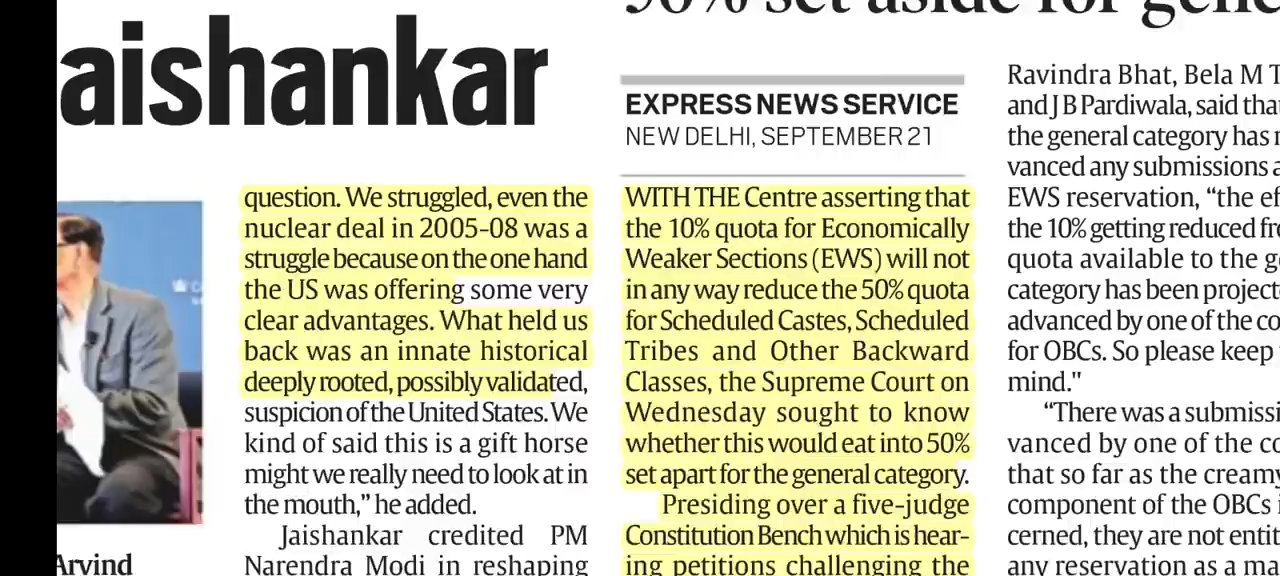 aishankar
question. We struggled, even the
nuclear deal in 2005-08 was a
struggle because on the one hand
the US was offering some very
clear advantages. What held us
back was an innate historical
deeply rooted, possibly validated,
suspicion of the United States. We
kind of said this is a gift horse
might we really need to look at in
the mouth,” he added.
Jaishankar credited PM
Narendra Modi in reshaping
Arvind
50% set aside for gene
EXPRESS NEWS SERVICE
NEW DELHI, SEPTEMBER 21
WITH THE Centre asserting that
the 10% quota for Economically
Weaker Sections (EWS) will not
in any way reduce the 50% quota
for Scheduled Castes, Scheduled
Tribes and Other Backward
Classes, the Supreme Court on
Wednesday sought to know
whether this would eat into 50%
set apart for the general category.
Presiding over a five-judge
Constitution Bench which is hear-
ing petitions challenging the
Ravindra Bhat, Bela M T
and J B Pardiwala, said that
the general category has n
vanced any submissions a
EWS reservation, “the ef
the 10% getting reduced fro
quota available to the ge
category has been projecte
advanced by one of the co
for OBCs. So please keep
mind."
“There was a submissi
vanced by one of the co
that so far as the creamy
component of the OBCs i
cerned, they are not entit
any reservation as a ma